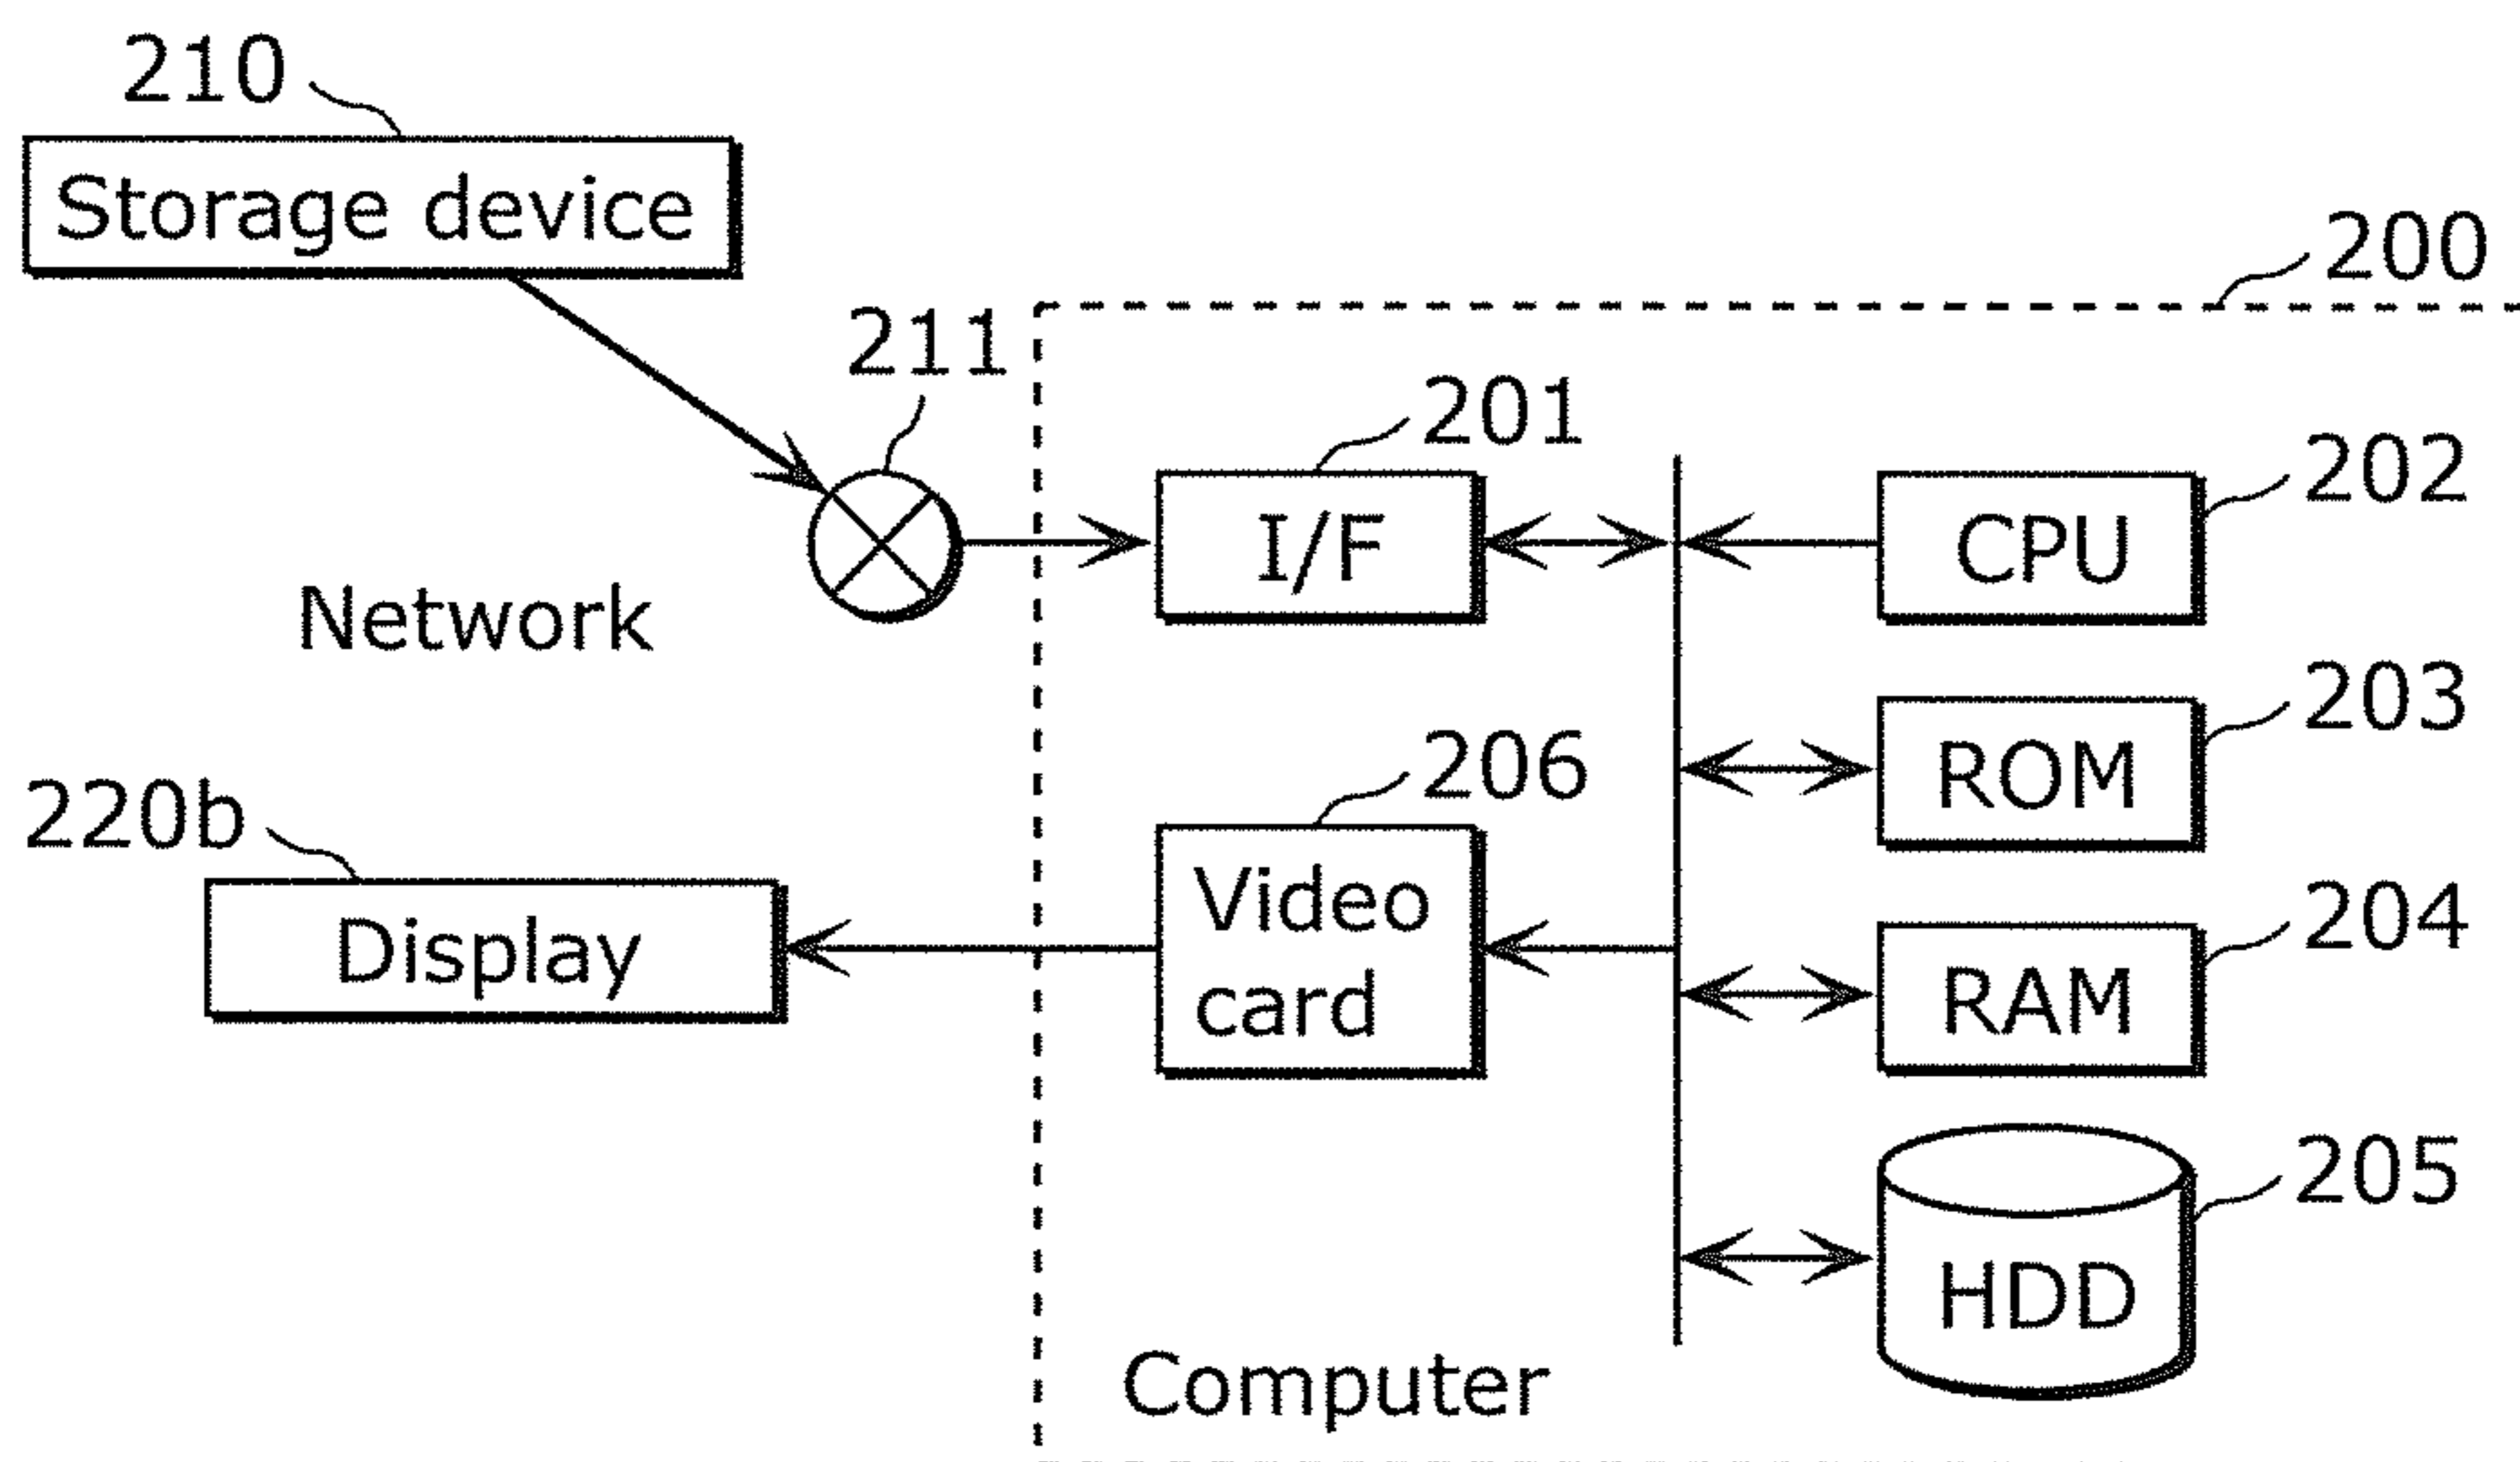 210
Storage device
200
211
201
202
I/F
CPU
Network
203
206
ROM
220b
Video
card
204
Display
RAM
205
HDD
Computer